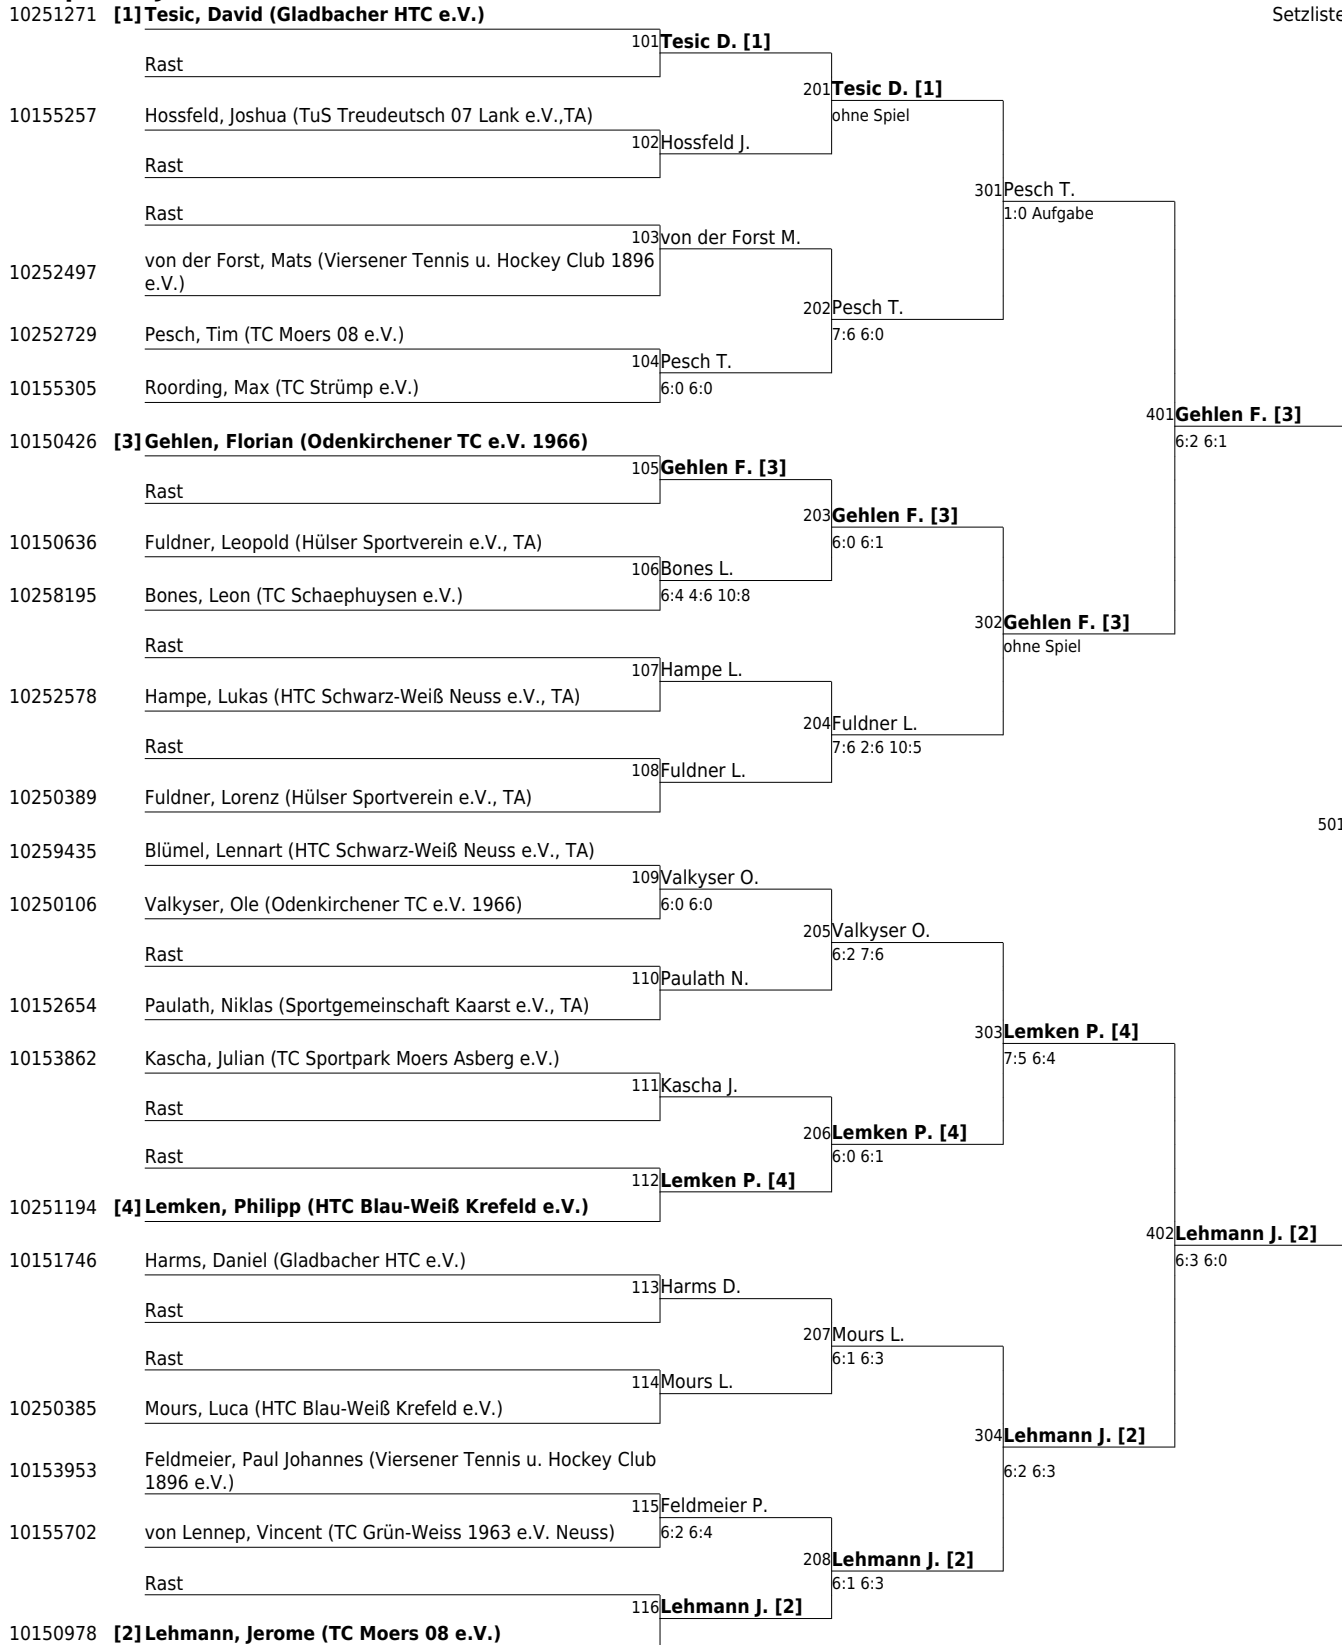 10251271 [1] Tesic, David (Gladbacher HTC e.V.)
Setzliste
101 Tesic D. [1]
Rast
201 Tesic D. [1]
10155257 Hossfeld, Joshua (TuS Treudeutsch 07 Lank e.V.,TA)
ohne Spiel
102 Hossfeld J.
Rast
301 Pesch T.
Rast
1:0 Aufgabe
103 von der Forst M.
10252497 von der Forst, Mats (Viersener Tennis u. Hockey Club 1896
e.V.)
202 Pesch T.
10252729 Pesch, Tim (TC Moers 08 e.V.)
7:6 6:0
104 Pesch T.
10155305 Roording, Max (TC Strümp e.V.)
6:0 6:0
401 Gehlen F. [3]
10150426 [3] Gehlen, Florian (Odenkirchener TC e.V. 1966)
6:2 6:1
105 Gehlen F. [3]
Rast
203 Gehlen F. [3]
10150636 Fuldner, Leopold (Hülser Sportverein e.V., TA)
6:0 6:1
106 Bones L.
10258195 Bones, Leon (TC Schaephuysen e.V.)
6:4 4:6 10:8
302 Gehlen F. [3]
Rast
ohne Spiel
107 Hampe L.
10252578 Hampe, Lukas (HTC Schwarz-Weiß Neuss e.V., TA)
204 Fuldner L.
Rast
7:6 2:6 10:5
108 Fuldner L.
10250389 Fuldner, Lorenz (Hülser Sportverein e.V., TA)
501
10259435 Blümel, Lennart (HTC Schwarz-Weiß Neuss e.V., TA)
109 Valkyser O.
10250106 Valkyser, Ole (Odenkirchener TC e.V. 1966)
6:0 6:0
205 Valkyser O.
Rast
6:2 7:6
110 Paulath N.
10152654 Paulath, Niklas (Sportgemeinschaft Kaarst e.V., TA)
303 Lemken P. [4]
10153862 Kascha, Julian (TC Sportpark Moers Asberg e.V.)
7:5 6:4
111 Kascha J.
Rast
206 Lemken P. [4]
Rast
6:0 6:1
112 Lemken P. [4]
10251194 [4] Lemken, Philipp (HTC Blau-Weiß Krefeld e.V.)
402 Lehmann J. [2]
10151746 Harms, Daniel (Gladbacher HTC e.V.)
6:3 6:0
113 Harms D.
Rast
207 Mours L.
Rast
6:1 6:3
114 Mours L.
10250385 Mours, Luca (HTC Blau-Weiß Krefeld e.V.)
304 Lehmann J. [2]
10153953 Feldmeier, Paul Johannes (Viersener Tennis u. Hockey Club
1896 e.V.)
6:2 6:3
115 Feldmeier P.
10155702 von Lennep, Vincent (TC Grün-Weiss 1963 e.V. Neuss)
6:2 6:4
208 Lehmann J. [2]
Rast
6:1 6:3
116 Lehmann J. [2]
10150978 [2] Lehmann, Jerome (TC Moers 08 e.V.)